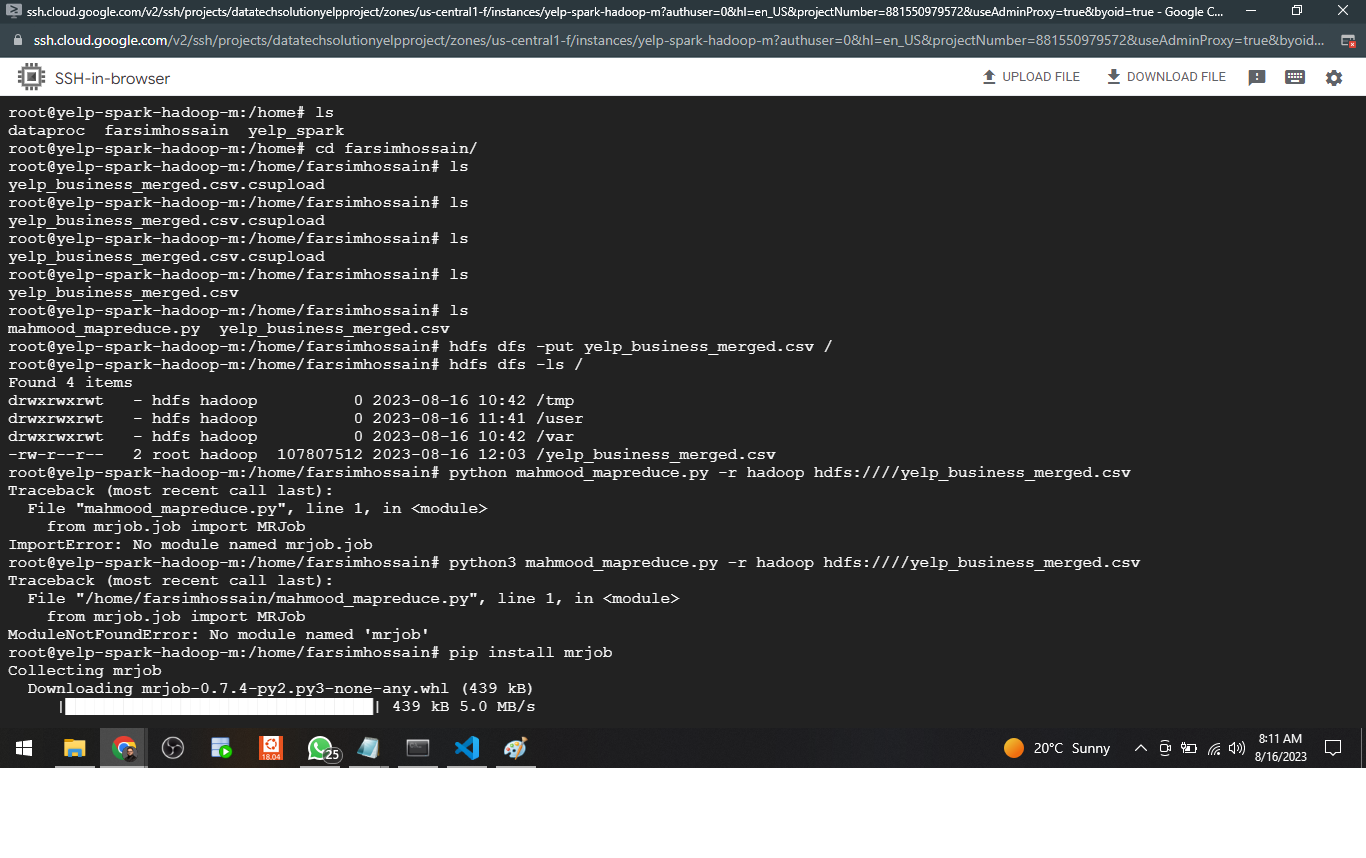 ssh.cloud.google.com/v2/ssh/projects/datatechsolutionyelpproject/zones/us-central1-f/instances/yelp-spark-hadoop-m?authuser=0&hl=en_US&projectNumber=881550979572&useAdminProxy=true&byoid=true - Google C...
ssh.cloud.google.com/v2/ssh/projects/datatechsolutionyelpproject/zones/us-central1-f/instances/yelp-spark-hadoop-m?authuser=0&hl=en_US&projectNumber=881550979572&useAdminProxy=true&byoid...
SSH-in-browser UPLOAD FILE DOWNLOAD FILE
root@yelp-spark-hadoop-m:/home# ls
dataproc  farsimhossain  yelp_spark
root@yelp-spark-hadoop-m:/home# cd farsimhossain/
root@yelp-spark-hadoop-m:/home/farsimhossain# ls
yelp_business_merged.csv.csupload
root@yelp-spark-hadoop-m:/home/farsimhossain# ls
yelp_business_merged.csv.csupload
root@yelp-spark-hadoop-m:/home/farsimhossain# ls
yelp_business_merged.csv.csupload
root@yelp-spark-hadoop-m:/home/farsimhossain# ls
yelp_business_merged.csv
root@yelp-spark-hadoop-m:/home/farsimhossain# ls
mahmood_mapreduce.py  yelp_business_merged.csv
root@yelp-spark-hadoop-m:/home/farsimhossain# hdfs dfs -put yelp_business_merged.csv /
root@yelp-spark-hadoop-m:/home/farsimhossain# hdfs dfs -ls /
Found 4 items
drwxrwxrwt   - hdfs hadoop          0 2023-08-16 10:42 /tmp
drwxrwxrwt   - hdfs hadoop          0 2023-08-16 11:41 /user
drwxrwxrwt   - hdfs hadoop          0 2023-08-16 10:42 /var
-rw-r--r--   2 root hadoop  107807512 2023-08-16 12:03 /yelp_business_merged.csv
root@yelp-spark-hadoop-m:/home/farsimhossain# python mahmood_mapreduce.py -r hadoop hdfs:////yelp_business_merged.csv
Traceback (most recent call last):
  File "mahmood_mapreduce.py", line 1, in <module>
    from mrjob.job import MRJob
ImportError: No module named mrjob.job
root@yelp-spark-hadoop-m:/home/farsimhossain# python3 mahmood_mapreduce.py -r hadoop hdfs:////yelp_business_merged.csv
Traceback (most recent call last):
  File "/home/farsimhossain/mahmood_mapreduce.py", line 1, in <module>
    from mrjob.job import MRJob
ModuleNotFoundError: No module named 'mrjob'
root@yelp-spark-hadoop-m:/home/farsimhossain# pip install mrjob
Collecting mrjob
  Downloading mrjob-0.7.4-py2.py3-none-any.whl (439 kB)
     |████████████████████████████████| 439 kB 5.0 MB/s
18.04 25 20°C Sunny 8:11 AM
8/16/2023